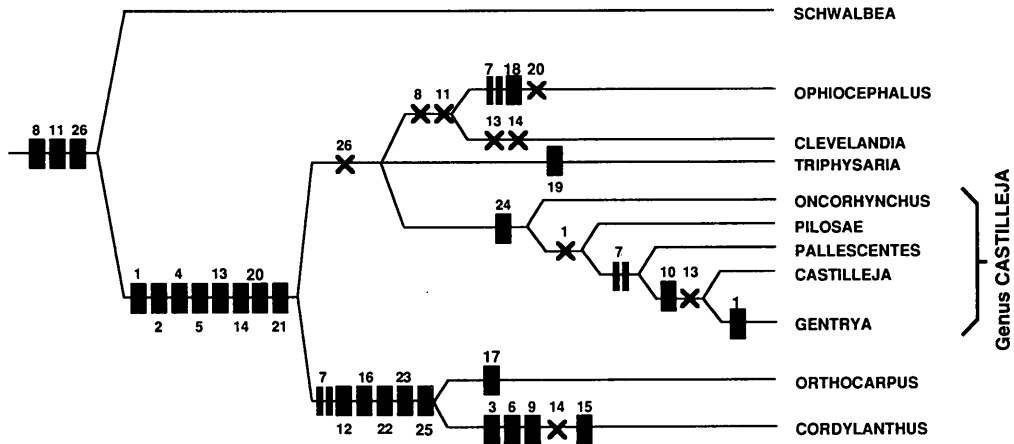 SCHWALBEA
7 18 20
8 11
OPHIOCEPHALUS
13 14
8 11 26
CLEVELANDIA
26
TRIPHYSARIA
19
24
ONCORHYNCHUS
1
PILOSAE
7
PALLESCENTES
1 4 13 20
10 13
CASTILLEJA
1
2 5 14 21
GENTRYA
Genus CASTILLEJA
17
7 16 23
ORTHOCARPUS
12 22 25
3 6 9 14 15
CORDYLANTHUS